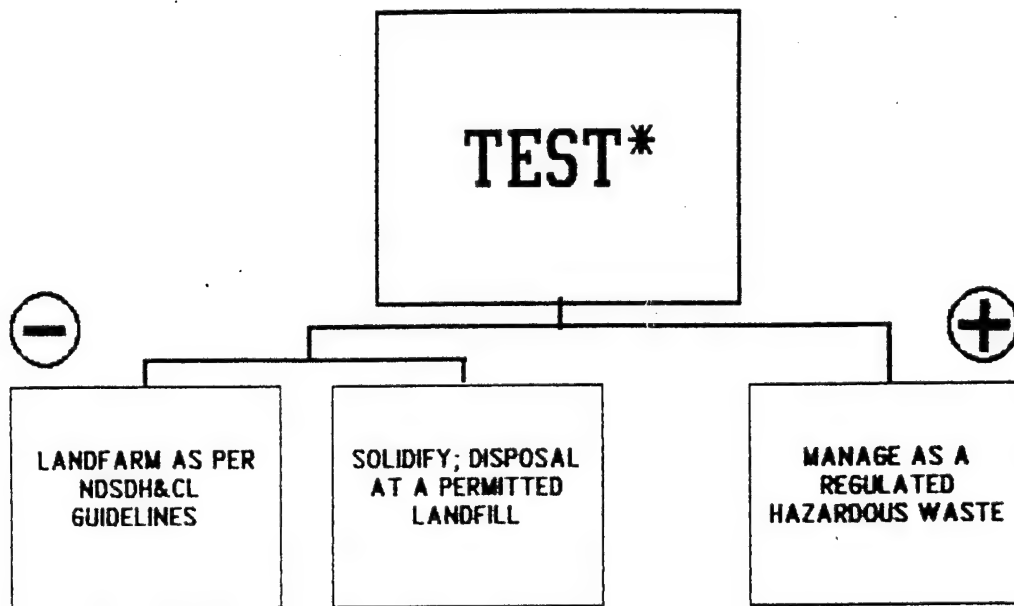 TEST*
LANDFARM AS PER
NDSDH&CL
GUIDELINES
SOLIDIFY; DISPOSAL
AT A PERMITTED
LANDFILL
MANAGE AS A
REGULATED
HAZARDOUS WASTE